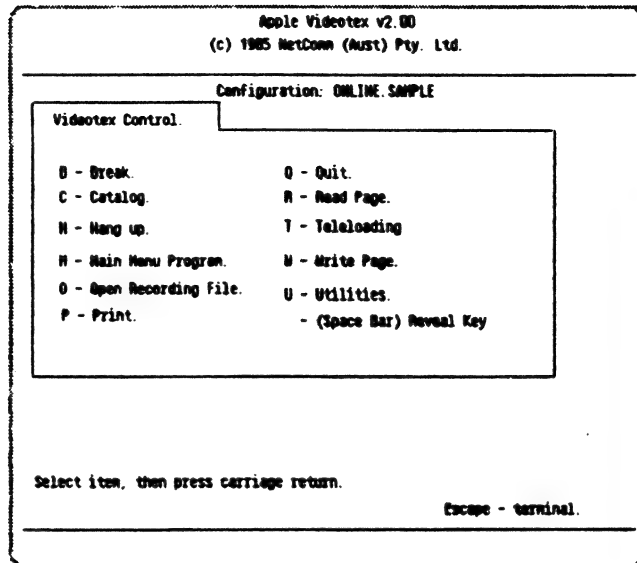 Apple Videotex v2.00
(c) 1985 NetComm (Aust) Pty. Ltd.
Configuration: ONLINE.SAMPLE
Videotex Control.
B - Break.
C - Catalog.
H - Hang up.
M - Main Menu Program.
O - Open Recording File.
P - Print.
Q - Quit.
R - Read Page.
T - Teleloading
W - Write Page.
U - Utilities.
- (Space Bar) Reveal Key
Select item, then press carriage return.
Escape - terminal.